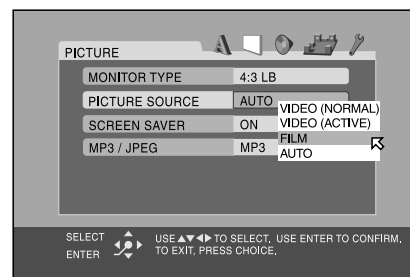 PICTURE
MONITOR TYPE 4:3 LB
PICTURE SOURCE AUTO
SCREEN SAVER ON
MP3 / JPEG MP3
VIDEO (NORMAL)
VIDEO (ACTIVE)
FILM
AUTO
SELECT
ENTER
USE ▲▼◀▶ TO SELECT, USE ENTER TO CONFIRM.
TO EXIT, PRESS CHOICE.